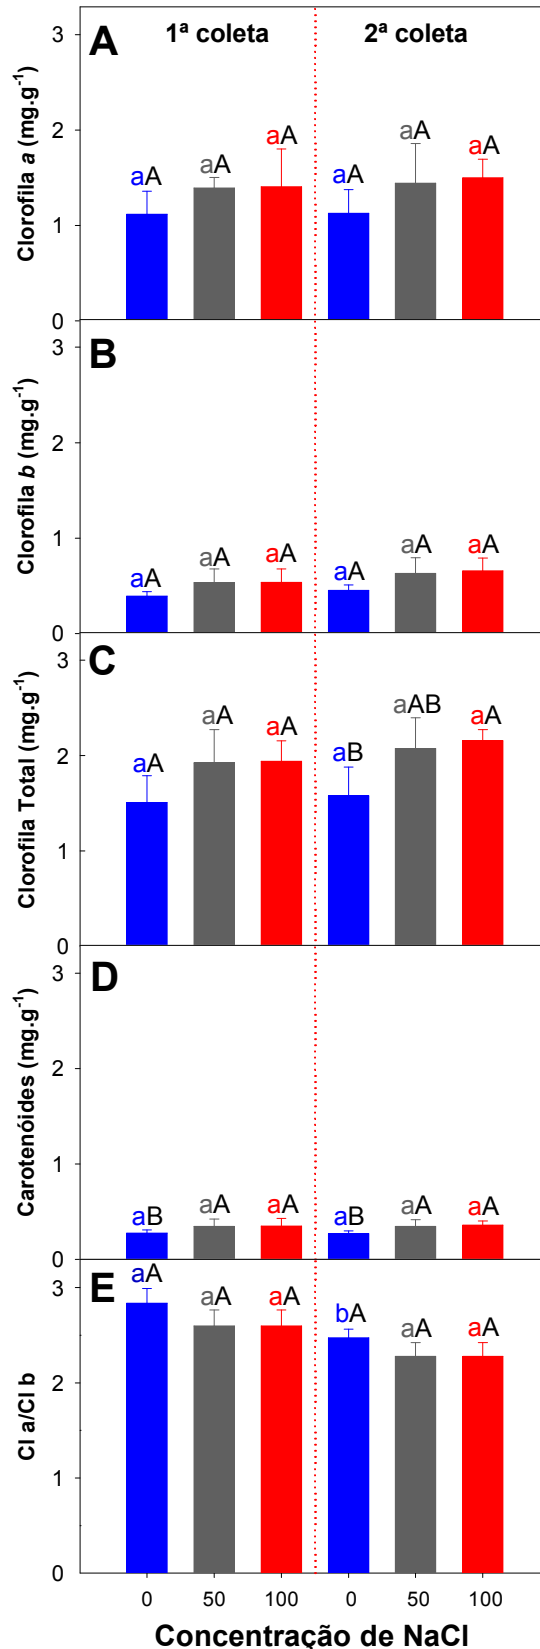 A
1ª coleta
2ª coleta
Clorofila a (mg.g⁻¹)
3
2
1
0
aA
aA
aA
aA
aA
aA
B
Clorofila b (mg.g⁻¹)
3
2
1
0
aA
aA
aA
aA
aA
aA
C
Clorofila Total (mg.g⁻¹)
3
2
1
0
aA
aA
aA
aB
aAB
aA
D
Carotenóides (mg.g⁻¹)
3
2
1
0
aB
aA
aA
aB
aA
aA
E
Cl a/Cl b
3
2
1
0
aA
aA
aA
bA
aA
aA
0 50 100 0 50 100
Concentração de NaCl